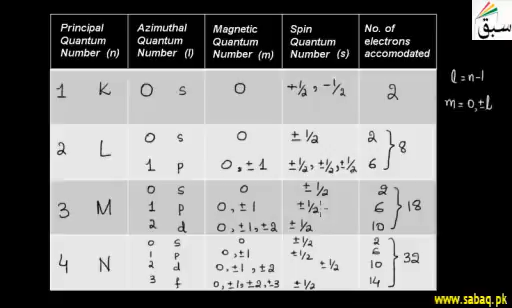 سبق
Principal Quantum Number (n) Azimuthal Quantum Number (l) Magnetic Quantum Number (m) Spin Quantum Number (s) No. of electrons accomodated
1 K 0 s 0 +½, -½ 2
l = n-1
m = 0, ±l
2 L 0 s 0 ±½ 2
1 p 0, ±1 ±½, ±½, ±½ 6 } 8
3 M 0 s 0 ±½ 2
1 p 0, ±1 ±½,- 6 } 18
2 d 0, ±1, ±2 ±½ 10
4 N 0 s 0 ±½ 2
1 p 0, ±1 ±½ 6
2 d 0, ±1, ±2 ±½ 10 } 32
3 f 0, ±1, ±2, ±3 ±½ 14
www.sabaq.pk